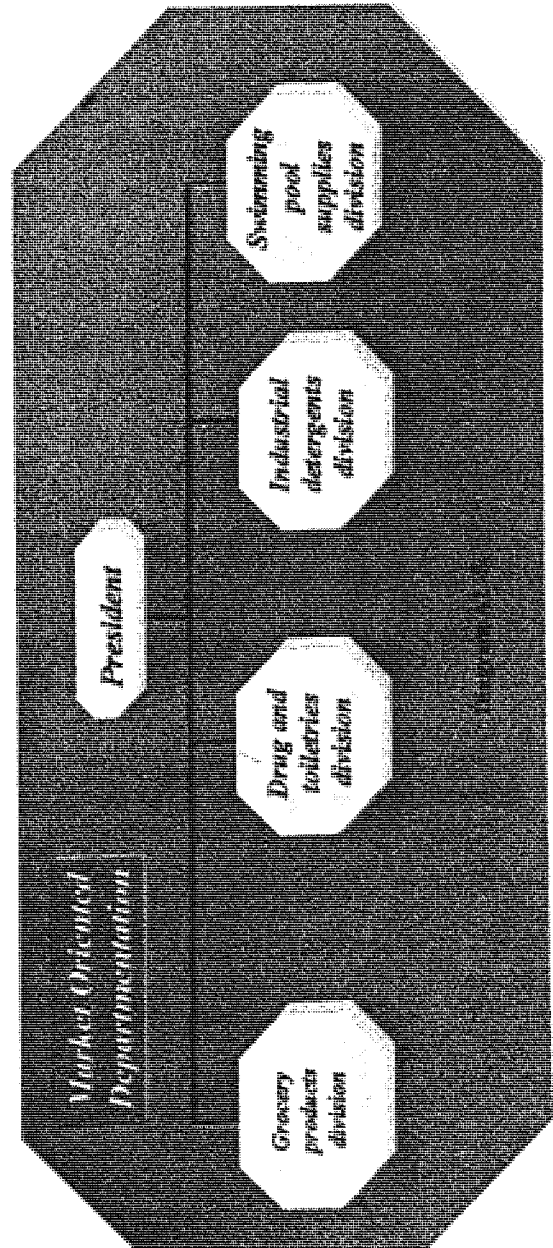 Market Oriented
Departmentation
President
Grocery
products
division
Drug and
toiletries
division
Industrial
detergents
division
Swimming
pool
supplies
division